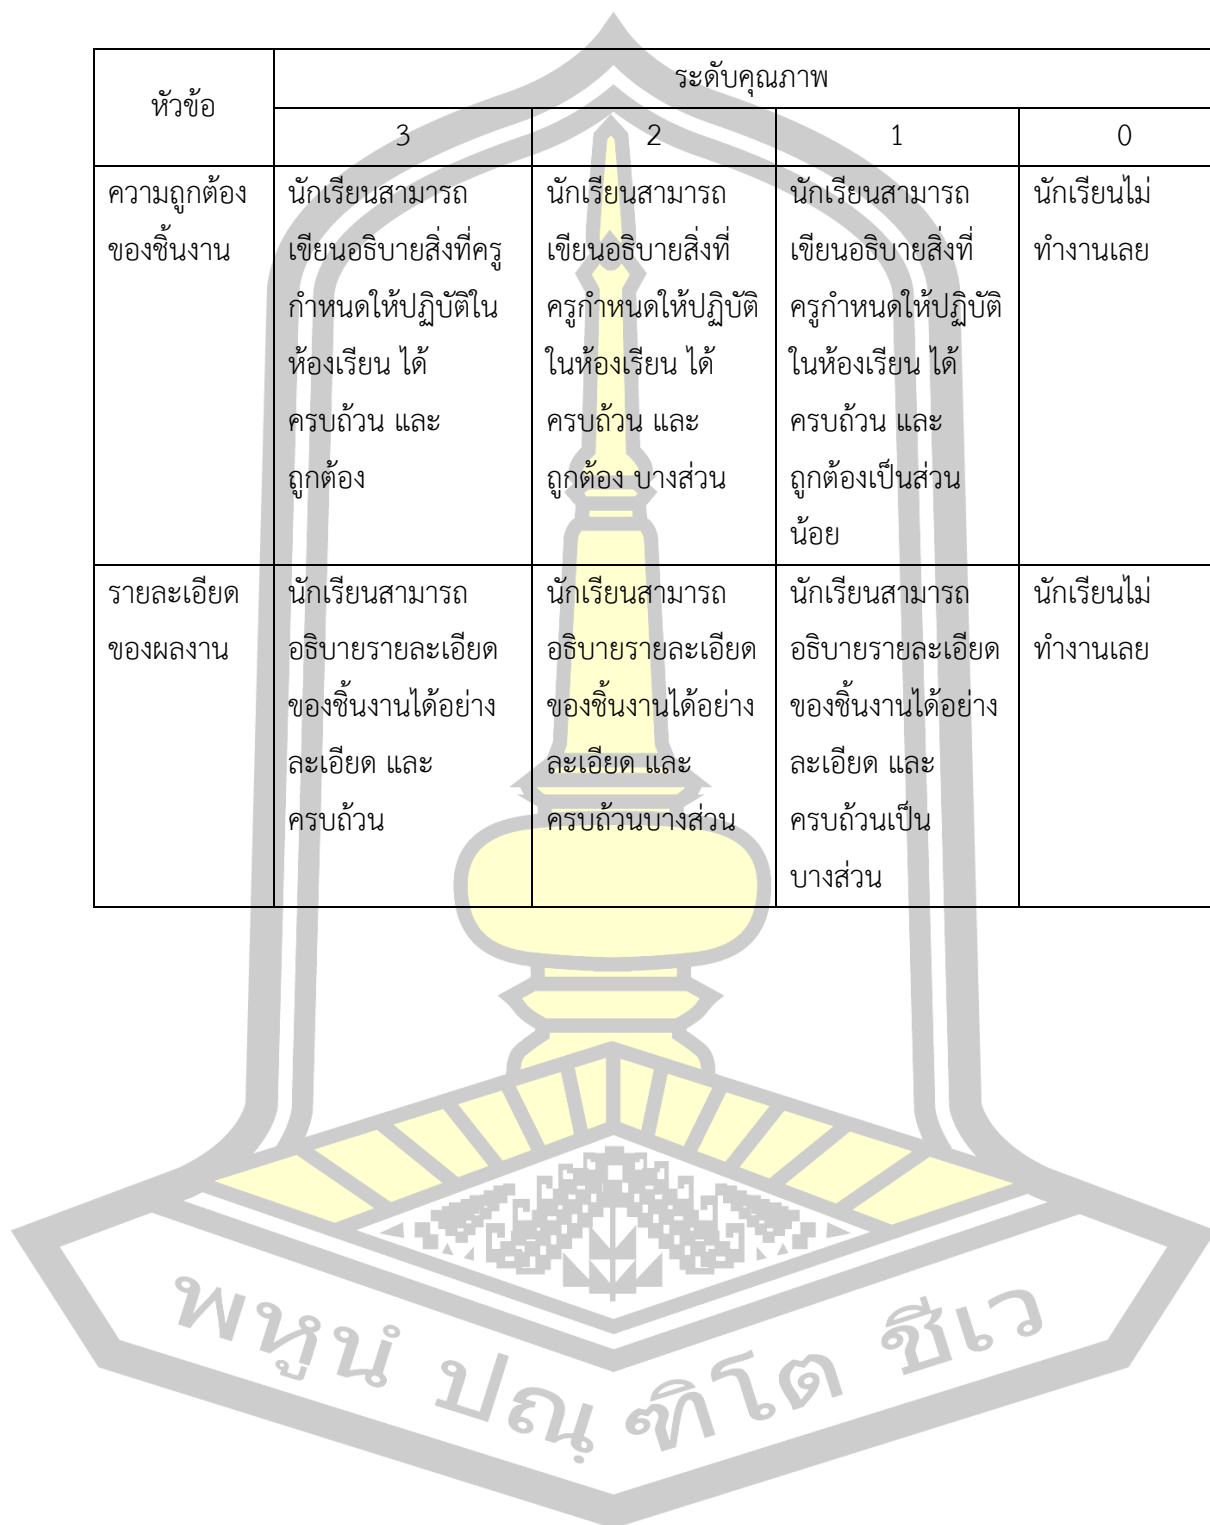 หัวข้อ
ระดับคุณภาพ
3
2
1
0
ความถูกต้อง
ของชิ้นงาน
นักเรียนสามารถ
เขียนอธิบายสิ่งที่ครู
กำหนดให้ปฏิบัติใน
ห้องเรียน ได้
ครบถ้วน และ
ถูกต้อง
นักเรียนสามารถ
เขียนอธิบายสิ่งที่
ครูกำหนดให้ปฏิบัติ
ในห้องเรียน ได้
ครบถ้วน และ
ถูกต้อง บางส่วน
นักเรียนสามารถ
เขียนอธิบายสิ่งที่
ครูกำหนดให้ปฏิบัติ
ในห้องเรียน ได้
ครบถ้วน และ
ถูกต้องเป็นส่วน
น้อย
นักเรียนไม่
ทำงานเลย
รายละเอียด
ของผลงาน
นักเรียนสามารถ
อธิบายรายละเอียด
ของชิ้นงานได้อย่าง
ละเอียด และ
ครบถ้วน
นักเรียนสามารถ
อธิบายรายละเอียด
ของชิ้นงานได้อย่าง
ละเอียด และ
ครบถ้วนบางส่วน
นักเรียนสามารถ
อธิบายรายละเอียด
ของชิ้นงานได้อย่าง
ละเอียด และ
ครบถ้วนเป็น
บางส่วน
นักเรียนไม่
ทำงานเลย
พหูนํ ปณฺฑิโต ชีเว